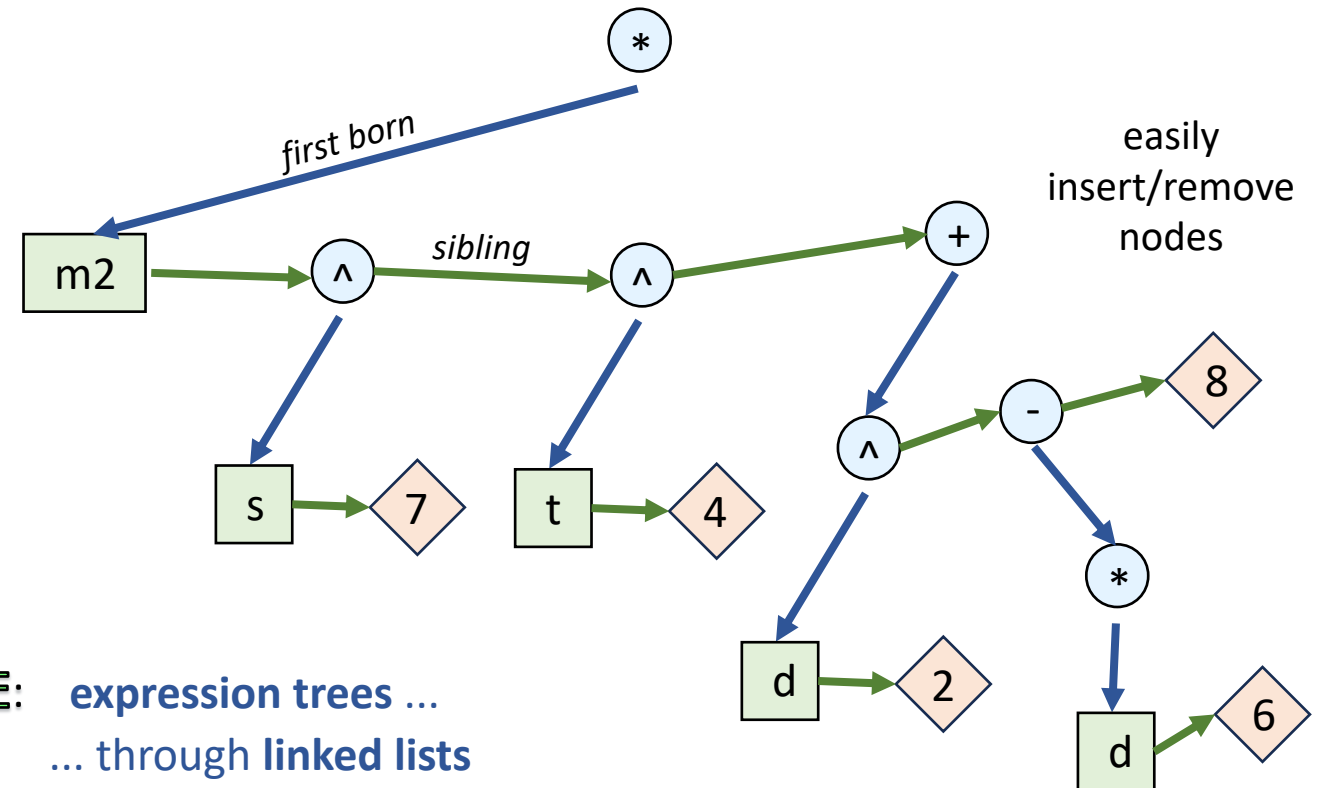 *
first born
easily
insert/remove
nodes
m2
^
sibling
^
+
8
s
7
t
4
^
-
*
d
2
d
6
E:
expression trees ...
... through linked lists